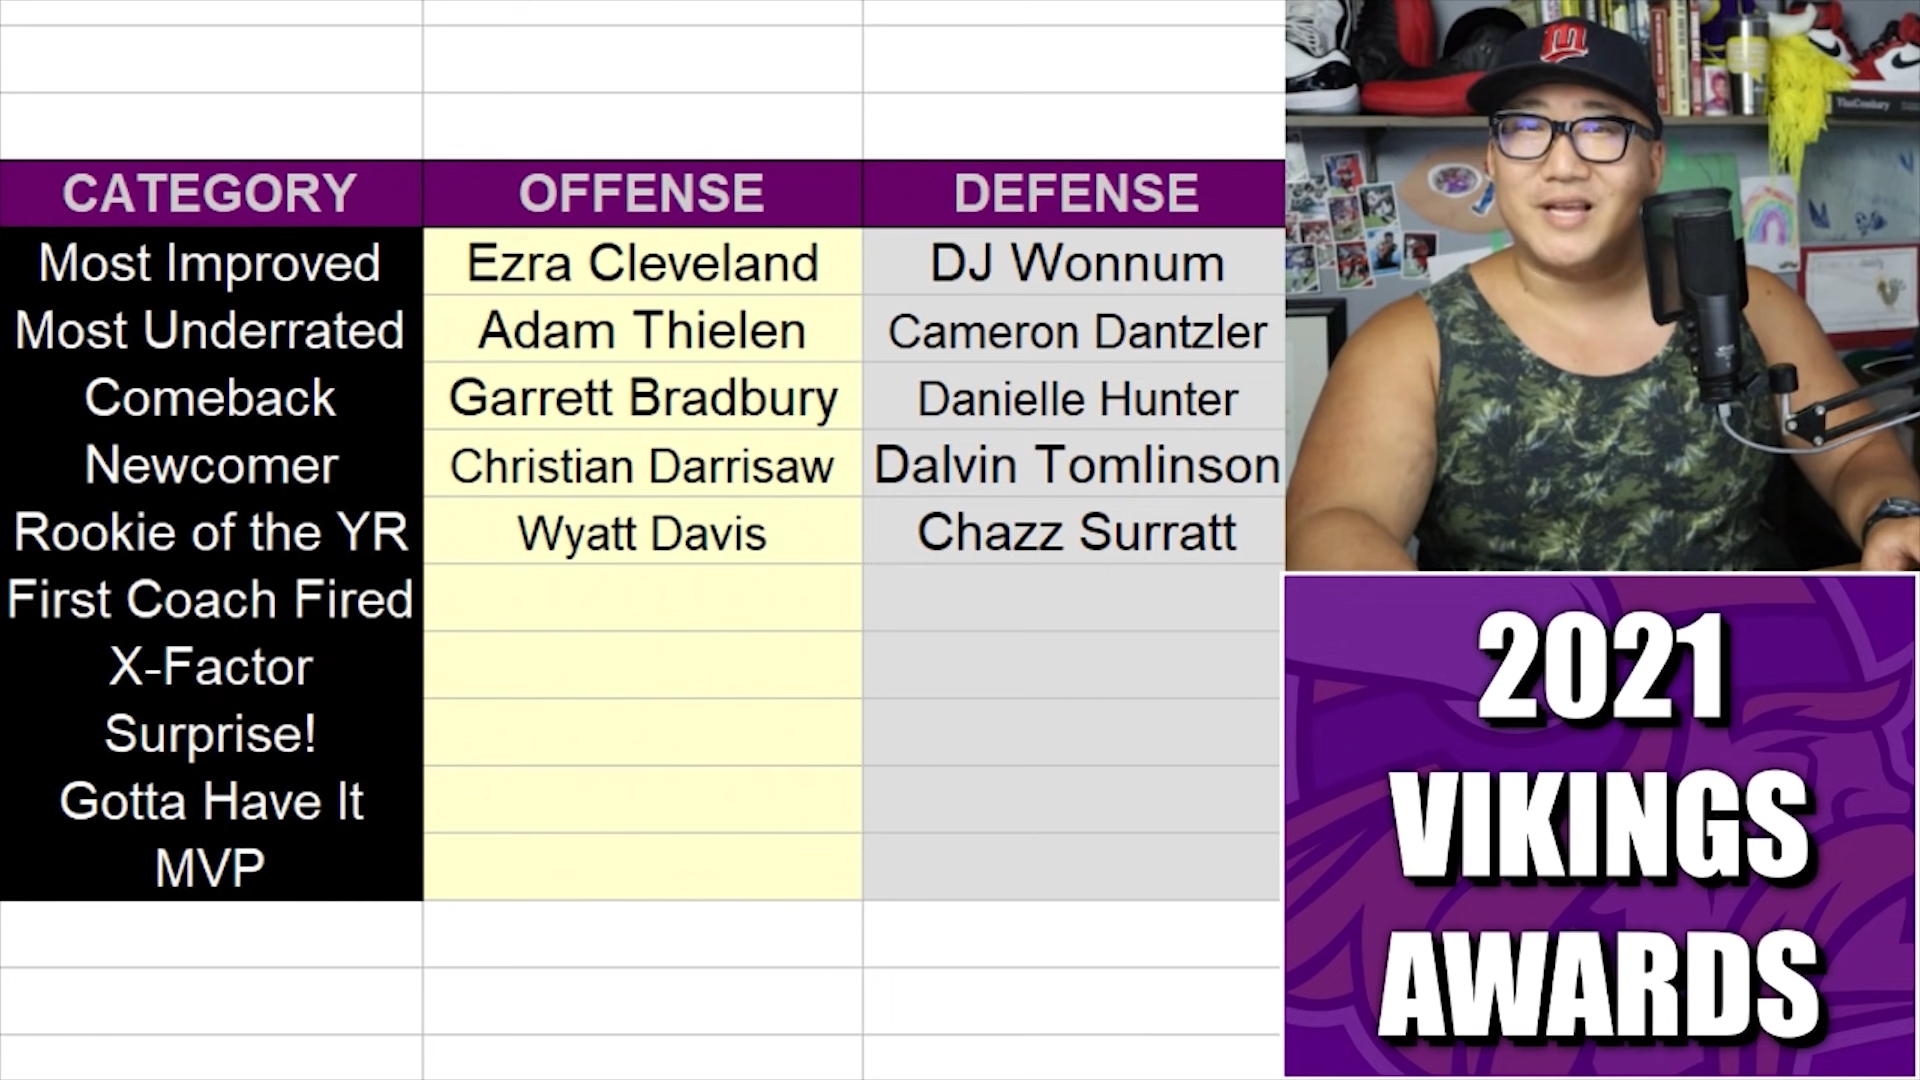 CATEGORY OFFENSE DEFENSE
Most Improved Ezra Cleveland DJ Wonnum
Most Underrated Adam Thielen Cameron Dantzler
Comeback Garrett Bradbury Danielle Hunter
Newcomer Christian Darrisaw Dalvin Tomlinson
Rookie of the YR Wyatt Davis Chazz Surratt
First Coach Fired
X-Factor
Surprise!
Gotta Have It
MVP
M
TheCentury
2021
VIKINGS
AWARDS